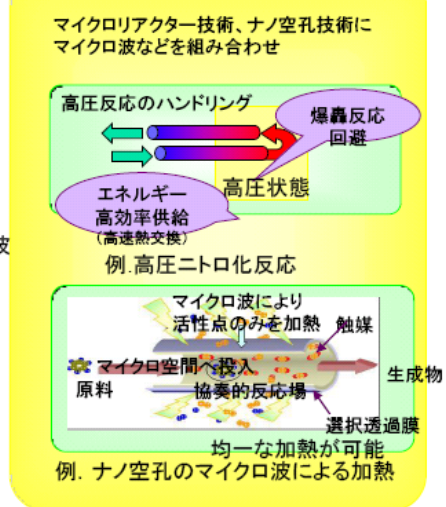 マイクロリアクター技術、ナノ空孔技術に
マイクロ波などを組み合わせ
高圧反応のハンドリング
爆轟反応
回避
高圧状態
エネルギー
高効率供給
(高速熱交換)
波
例.高圧ニトロ化反応
マイクロ波により
活性点のみを加熱
触媒
マイクロ空間へ投入
原料
協奏的反応場
生成物
選択透過膜
均一な加熱が可能
例. ナノ空孔のマイクロ波による加熱